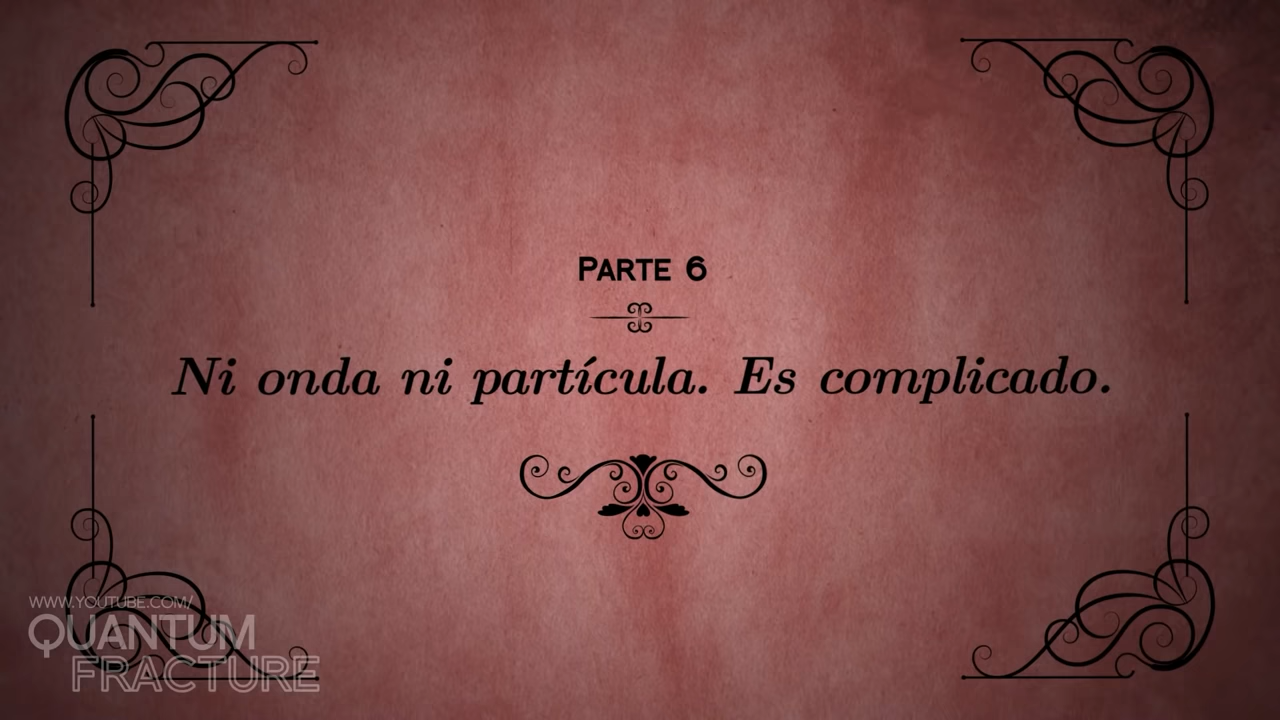 PARTE 6
Ni onda ni partícula. Es complicado.
WWW.YOUTUBE.COM/
QUANTUM
FRACTURE